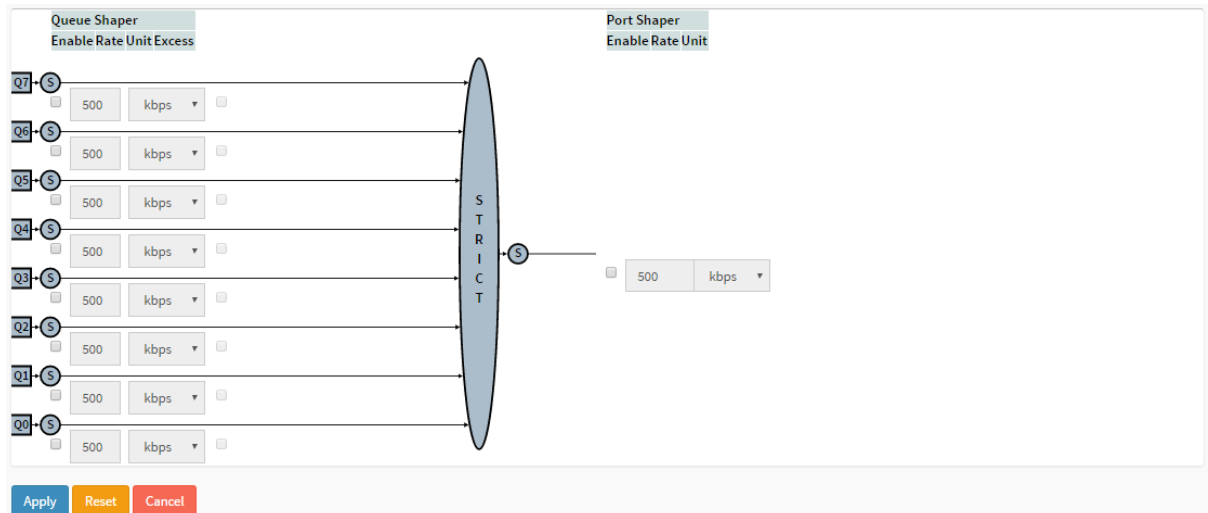 Queue Shaper Port Shaper
Enable Rate Unit Excess Enable Rate Unit
Q7 S
500 kbps
Q6 S
500 kbps
Q5 S
500 kbps
Q4 S
500 kbps
Q3 S
500 kbps
Q2 S
500 kbps
Q1 S
500 kbps
Q0 S
500 kbps
S
T
R
I
C
T
S
500 kbps
Apply Reset Cancel